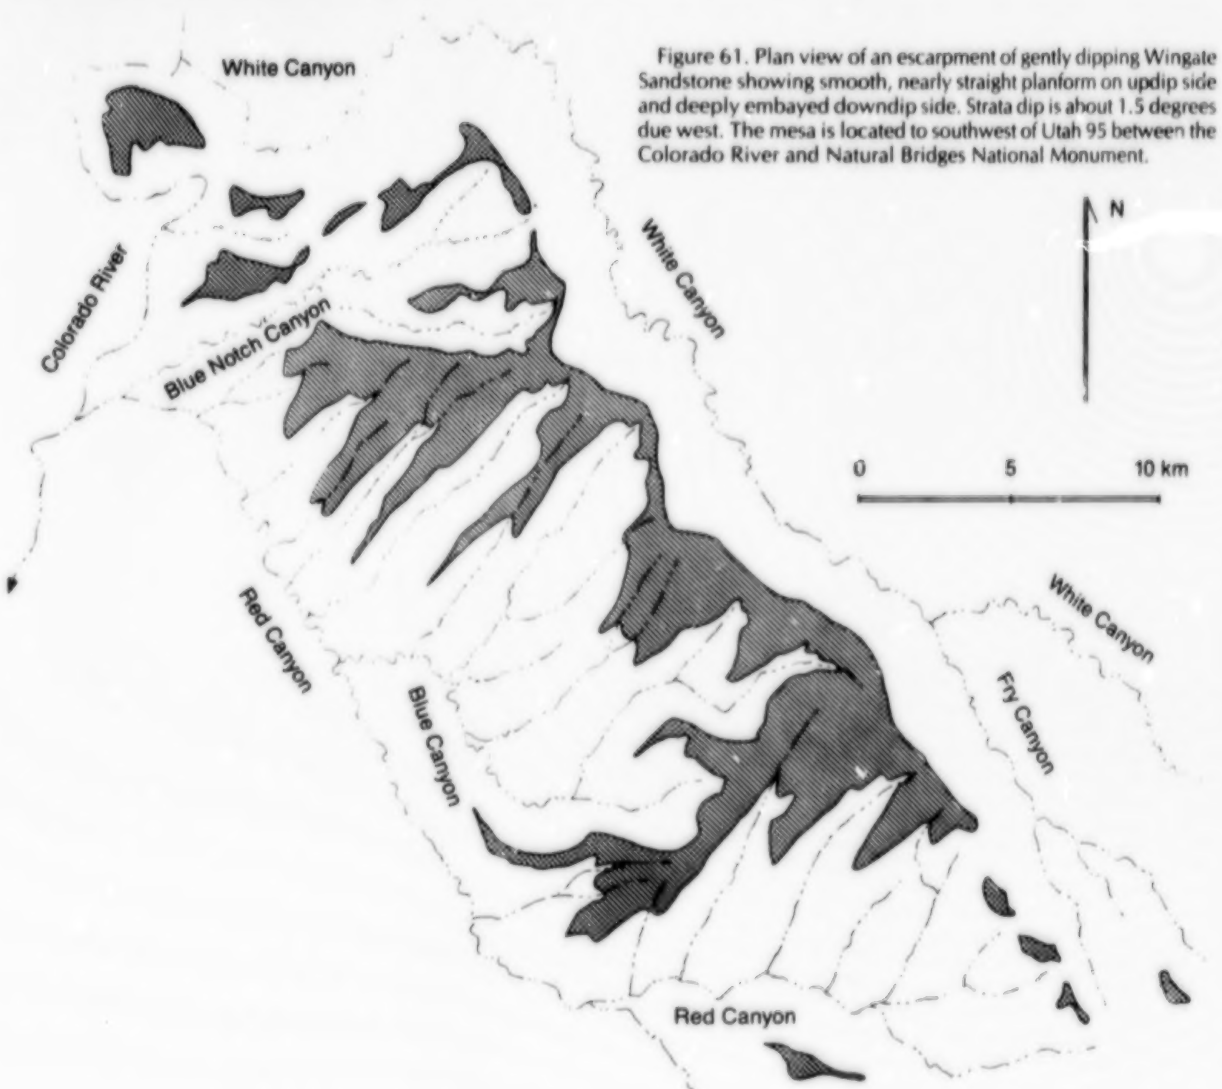 White Canyon
Figure 61. Plan view of an escarpment of gently dipping Wingate
Sandstone showing smooth, nearly straight planform on updip side
and deeply embayed downdip side. Strata dip is about 1.5 degrees
due west. The mesa is located to southwest of Utah 95 between the
Colorado River and Natural Bridges National Monument.
N
White Canyon
Colorado River
Blue Notch Canyon
0 5 10 km
White Canyon
Red Canyon
Blue Canyon
Fry Canyon
Red Canyon